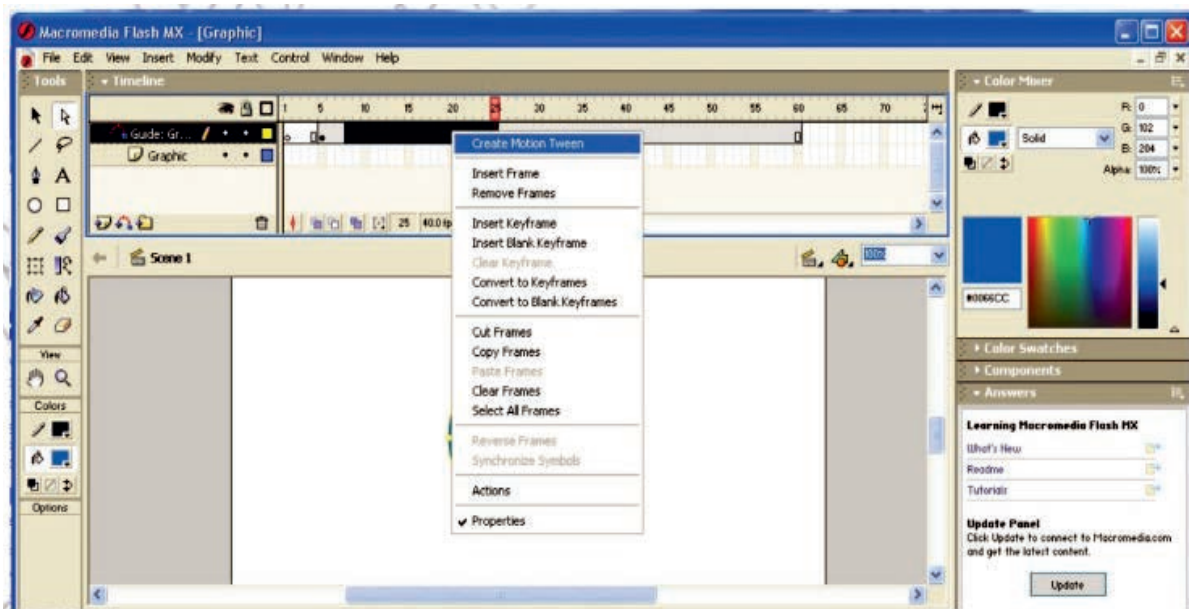 Macromedia Flash MX - [Graphic]
File Edit View Insert Modify Text Control Window Help
Tools
Timeline
1 5 10 15 20 25 30 35 40 45 50 55 60 65 70
Guide: Gr...
Graphic
25 40.0 fp
Scene 1
100%
View
Colors
Options
Create Motion Tween
Insert Frame
Remove Frames
Insert Keyframe
Insert Blank Keyframe
Clear Keyframe
Convert to Keyframes
Convert to Blank Keyframes
Cut Frames
Copy Frames
Paste Frames
Clear Frames
Select All Frames
Reverse Frames
Synchronize Symbols
Actions
Properties
Color Mixer
R: 0
Solid
G: 102
B: 204
Alpha: 100%
#0066CC
Color Swatches
Components
Answers
Learning Macromedia Flash MX
What's New
Readme
Tutorials
Update Panel
Click Update to connect to Macromedia.com
and get the latest content.
Update